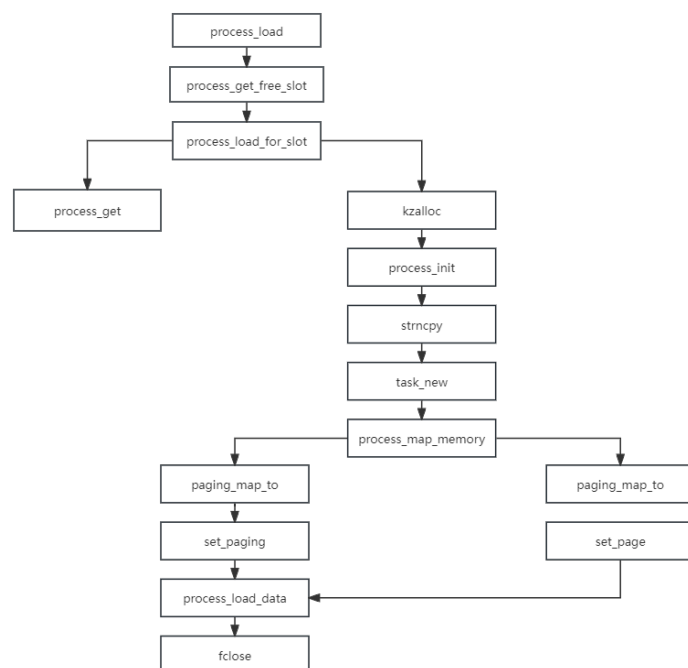 process_load
process_get_free_slot
process_load_for_slot
process_get
kzalloc
process_init
strncpy
task_new
process_map_memory
paging_map_to
paging_map_to
set_paging
set_page
process_load_data
fclose